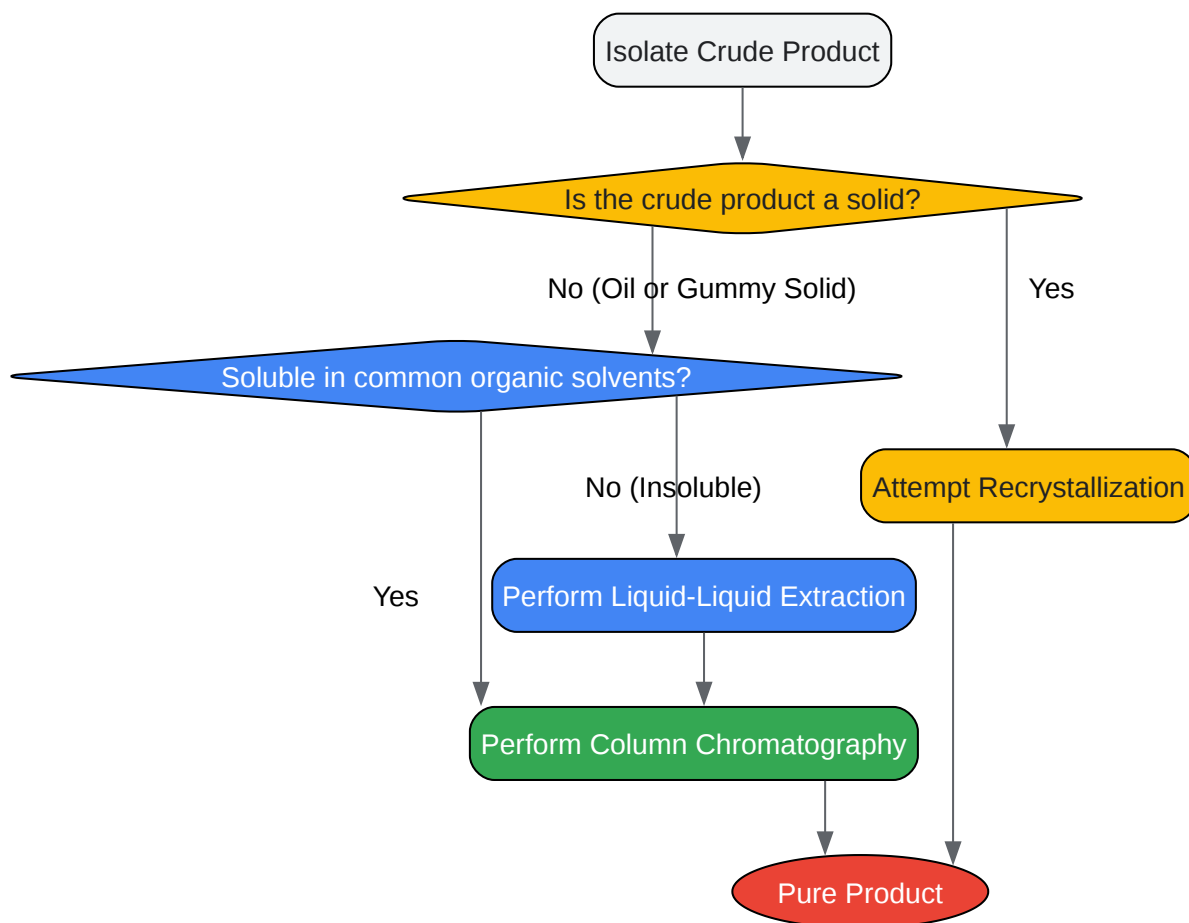 Isolate Crude Product
Is the crude product a solid?
No (Oil or Gummy Solid)
Yes
Soluble in common organic solvents?
Attempt Recrystallization
No (Insoluble)
Yes
Perform Liquid-Liquid Extraction
Perform Column Chromatography
Pure Product